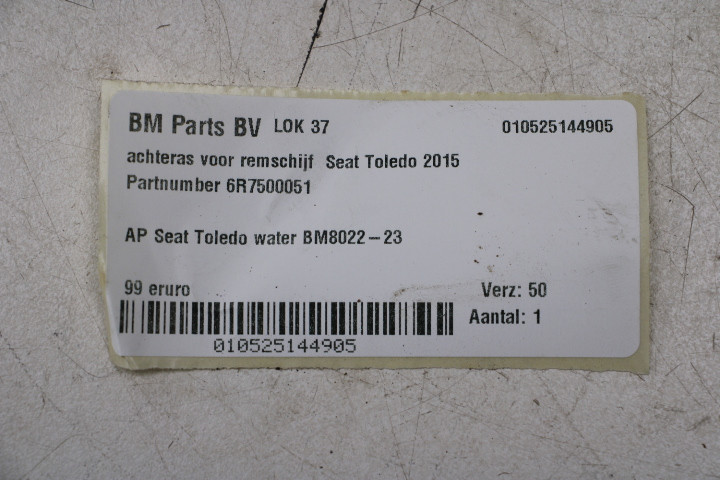 BM Parts BV LOK 37 010525144905
achteras voor remschijf Seat Toledo 2015
Partnumber 6R7500051
AP Seat Toledo water BM8022-23
99 eruro Verz: 50
Aantal: 1
010525144905